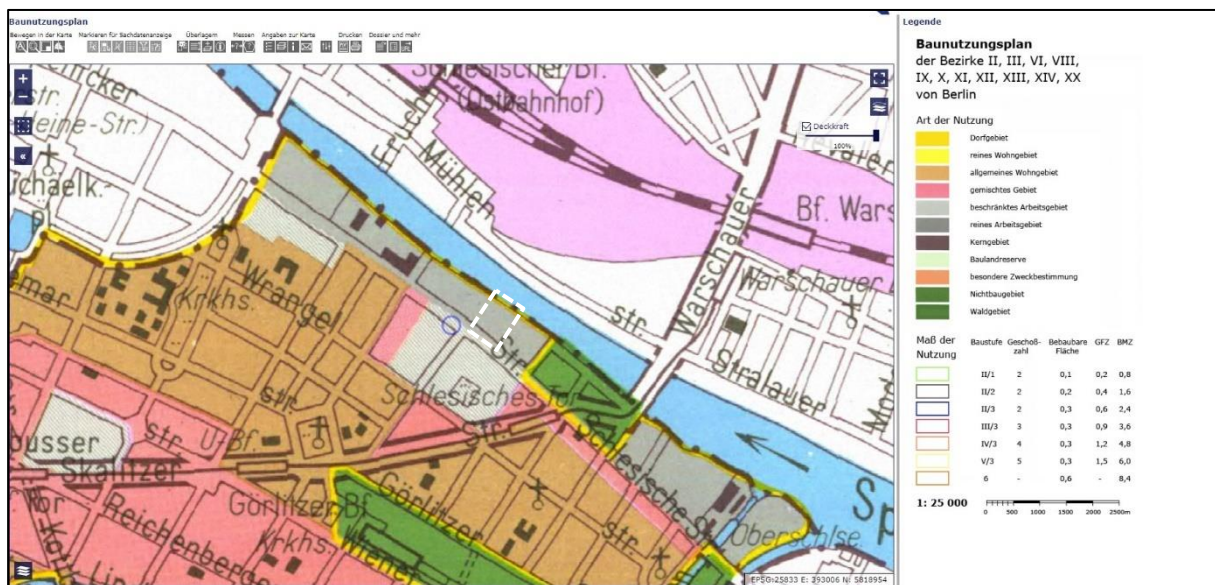 Baunutzungsplan
Bewegen in der Karte Markieren für Sachdatenanzeige Überlagern Messen Angaben zur Karte Drucken Dossier und mehr
Schlesischer Bf.
(Ostbahnhof)
Deckkraft
100%
Mühlen
str.
Bf. Wars
Warschauer
Warschauer
Stralauer
Wrangel
str.
Krkhs.
Str.
Schlesisches Tor
Str.
U-Bf.
str.
Skalitzer
Görlitzer Bf.
Görlitzer
str.
Krkhs.
Wiener
Reichenberge
Schlesische
Str.
Oberschlse.
Sp
EPSG:25833 E: 393006 N: 5818954
Legende
Baunutzungsplan
der Bezirke II, III, VI, VIII,
IX, X, XI, XII, XIII, XIV, XX
von Berlin
Art der Nutzung
Dorfgebiet
reines Wohngebiet
allgemeines Wohngebiet
gemischtes Gebiet
beschränktes Arbeitsgebiet
reines Arbeitsgebiet
Kerngebiet
Baulandreserve
besondere Zweckbestimmung
Nichtbaugebiet
Waldgebiet
Maß der Nutzung Baustufe Geschoß-zahl Bebaubare Fläche GFZ BMZ
II/1 2 0,1 0,2 0,8
II/2 2 0,2 0,4 1,6
II/3 2 0,3 0,6 2,4
III/3 3 0,3 0,9 3,6
IV/3 4 0,3 1,2 4,8
V/3 5 0,3 1,5 6,0
6 - 0,6 - 8,4
1: 25 000
0 500 1000 1500 2000 2500m